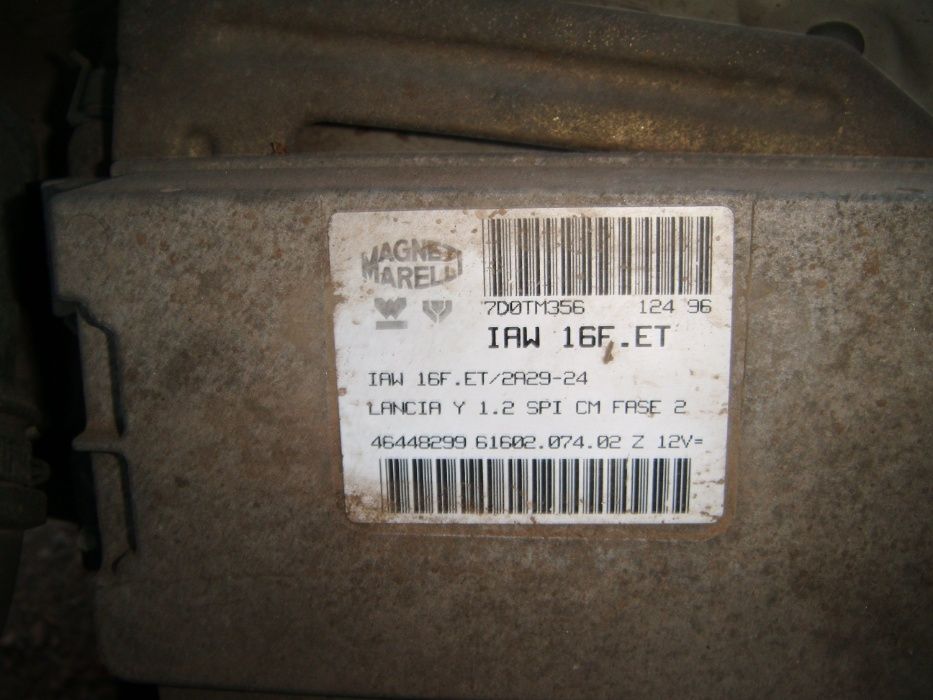 MAGNETI
MARELLI
7D0TM356 124 96
IAW 16F.ET
IAW 16F.ET/2A29-24
LANCIA Y 1.2 SPI CM FASE 2
46448299 61602.074.02 Z 12V=